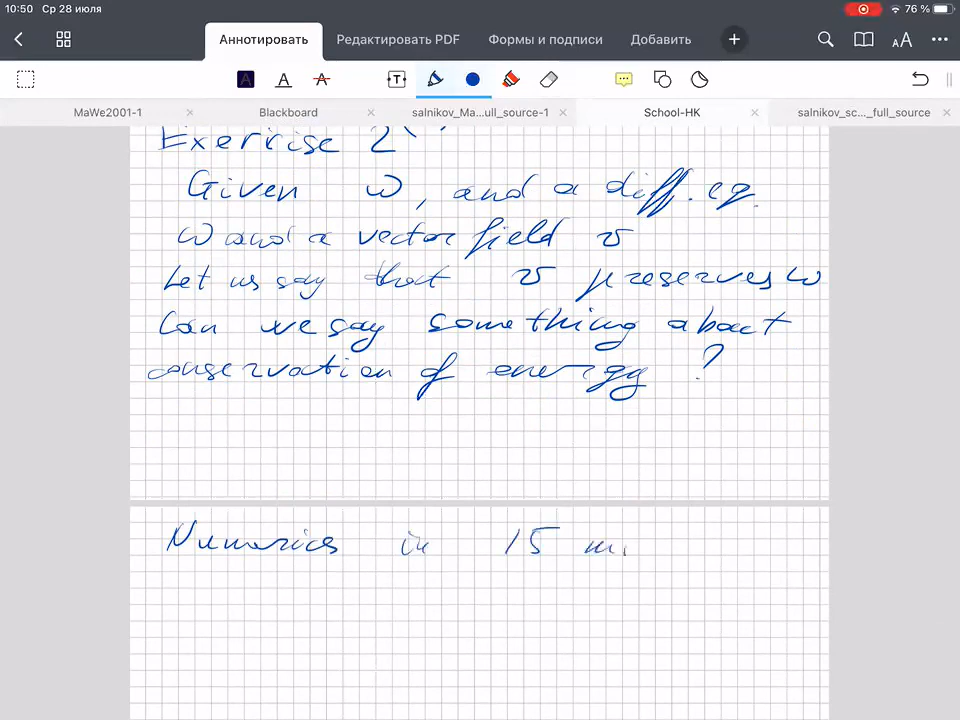 10:50 Ср 28 июля 76 %
Аннотировать Редактировать PDF Формы и подписи Добавить
MaWe2001-1 Blackboard salnikov_Ma...ull_source-1 School-HK salnikov_sc..._full_source
Exercise 2
Given ω, and a diff. eq.
ω and a vector field v
Let us say that v preserves ω
Can we say something about
conservation of energy ?
Numerics in 15 m.